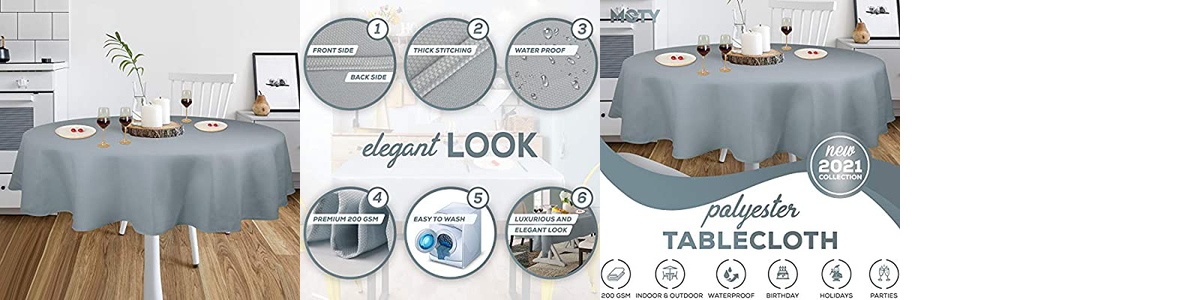 1
FRONT SIDE
BACK SIDE
2
THICK STITCHING
3
WATER PROOF
elegant LOOK
4
PREMIUM 200 GSM
5
EASY TO WASH
6
LUXURIOUS AND
ELEGANT LOOK
MOTY
new
2021
COLLECTION
palyester
TABLECLOTH
200 GSM
INDOOR & OUTDOOR
WATERPROOF
BIRTHDAY
HOLIDAYS
PARTIES